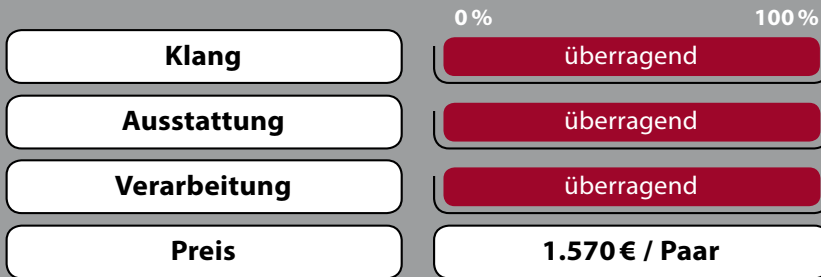 0 % 100 %
Klang überragend
Ausstattung überragend
Verarbeitung überragend
Preis 1.570 € / Paar